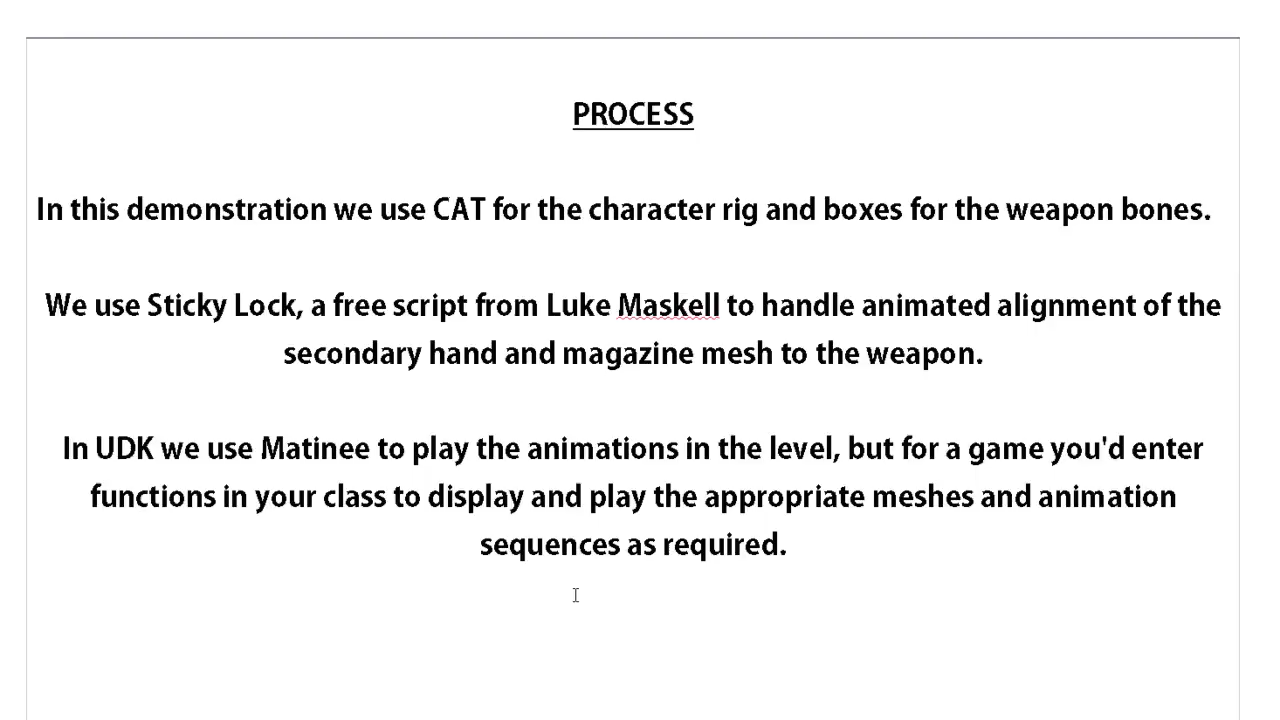 PROCESS
In this demonstration we use CAT for the character rig and boxes for the weapon bones.
We use Sticky Lock, a free script from Luke Maskell to handle animated alignment of the
secondary hand and magazine mesh to the weapon.
In UDK we use Matinee to play the animations in the level, but for a game you'd enter
functions in your class to display and play the appropriate meshes and animation
sequences as required.